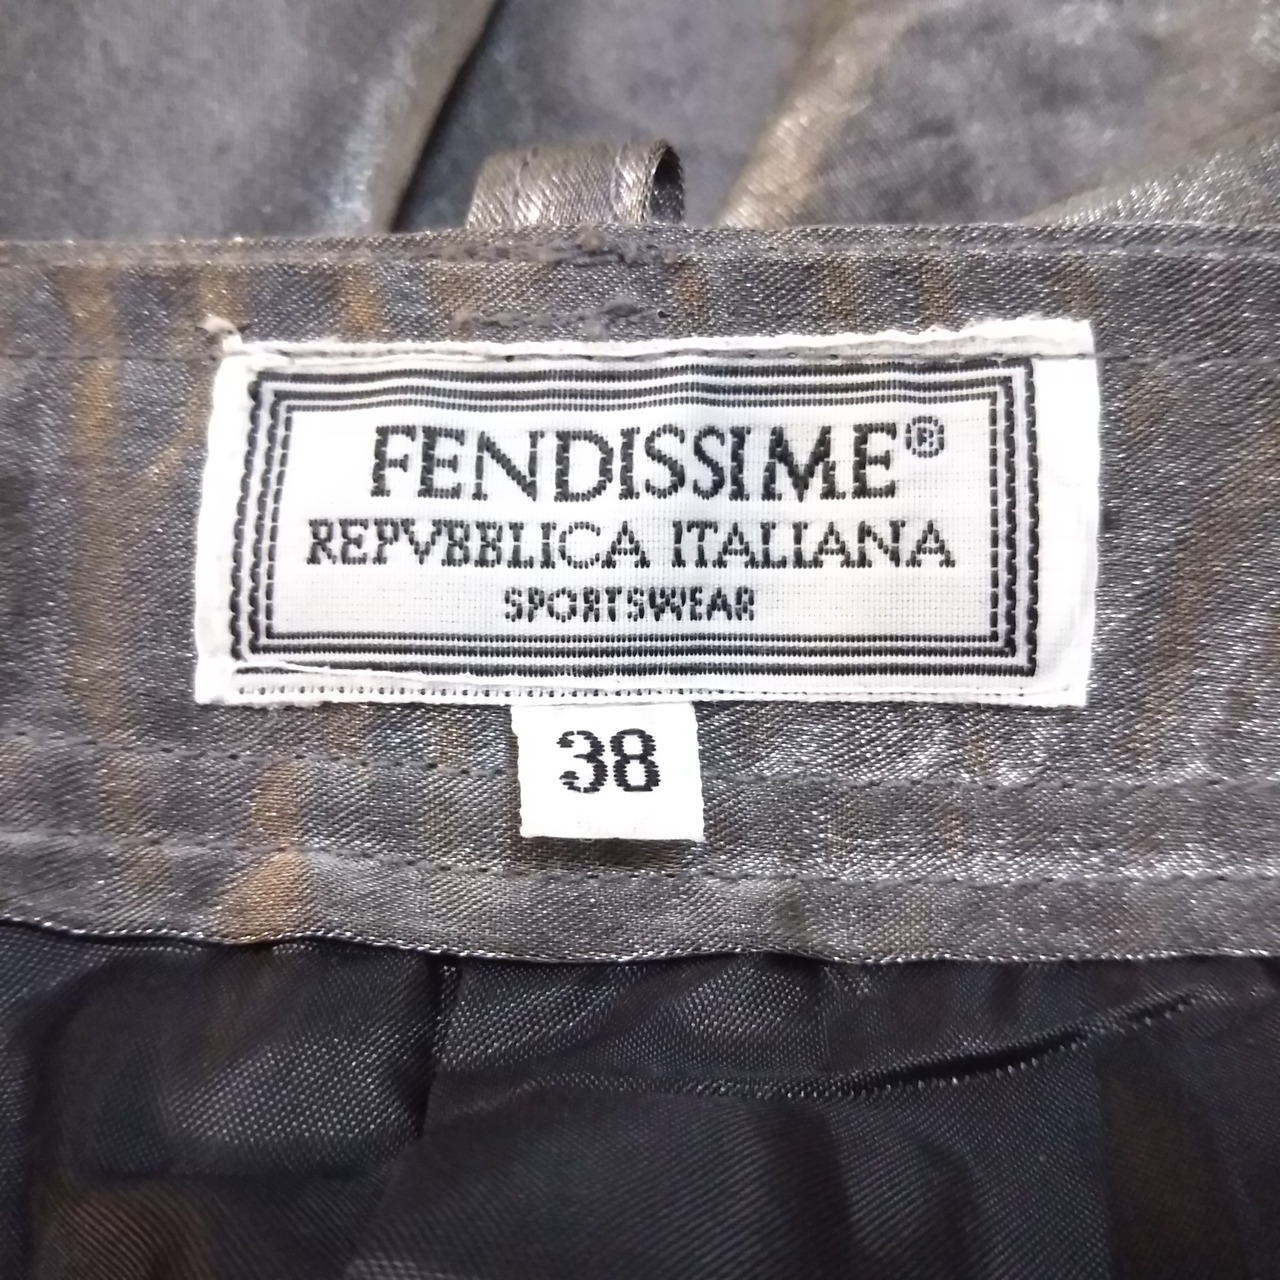 FENDISSIME®
REPVBBLICA ITALIANA
SPORTSWEAR
38